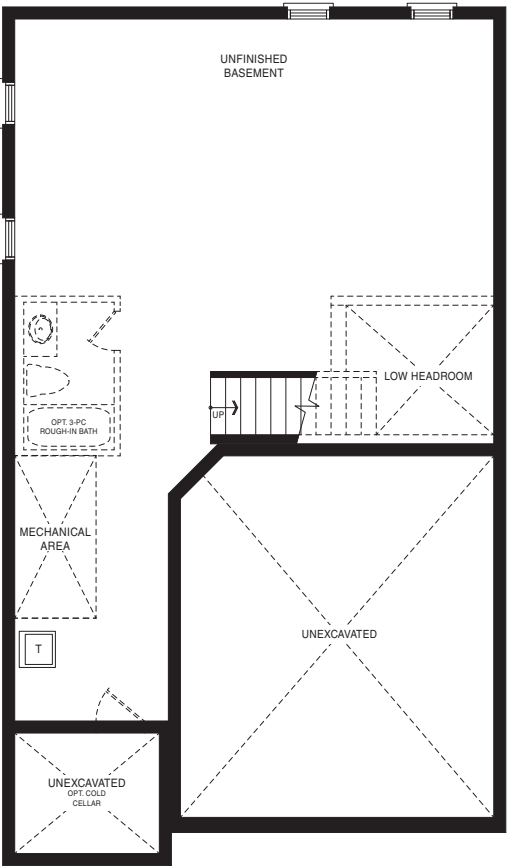 UNFINISHED
BASEMENT
LOW HEADROOM
UP
OPT. 3-PC
ROUGH-IN BATH
MECHANICAL
AREA
UNEXCAVATED
T
UNEXCAVATED
OPT. COLD
CELLAR